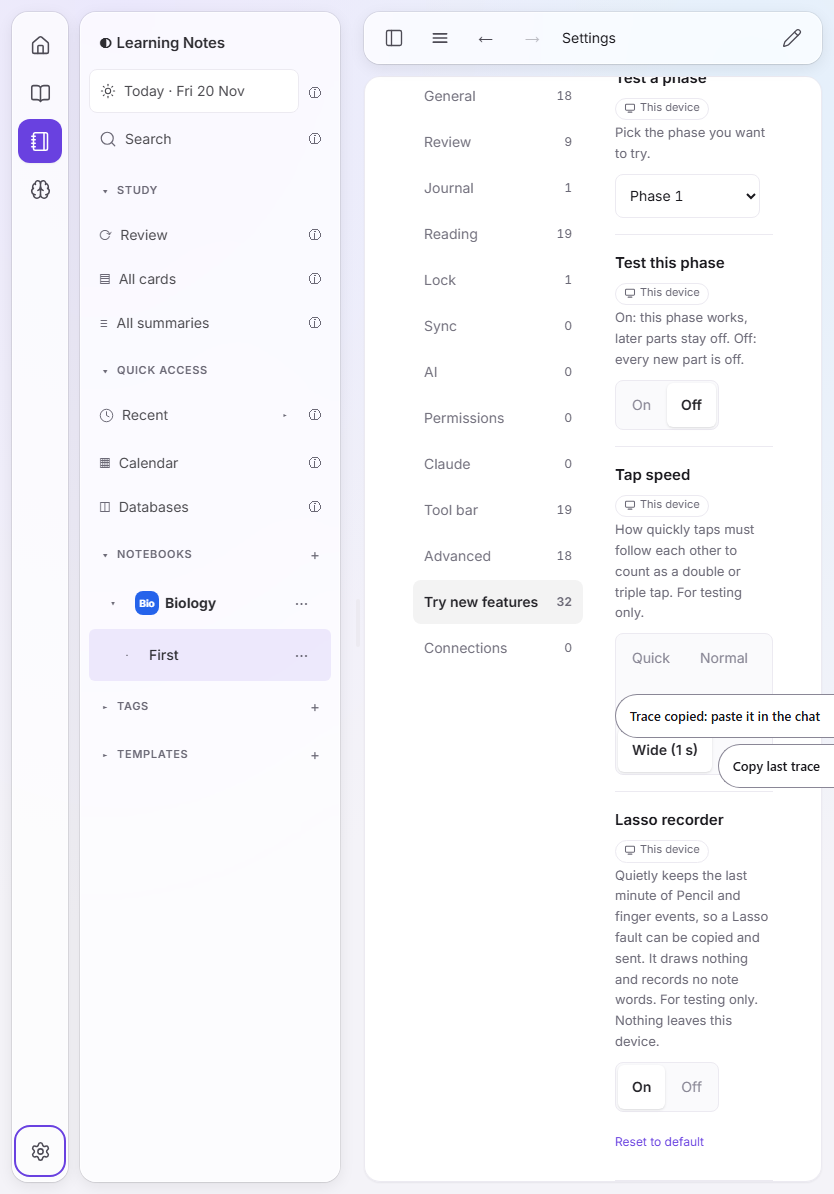 Learning Notes
Today · Fri 20 Nov
Search
STUDY
Review
All cards
All summaries
QUICK ACCESS
Recent
Calendar
Databases
NOTEBOOKS
+
Bio Biology
...
First
...
TAGS
+
TEMPLATES
+
Settings
General 18
Review 9
Journal 1
Reading 19
Lock 1
Sync 0
AI 0
Permissions 0
Claude 0
Tool bar 19
Advanced 18
Try new features 32
Connections 0
Test a phase
This device
Pick the phase you want
to try.
Phase 1
Test this phase
This device
On: this phase works,
later parts stay off. Off:
every new part is off.
On Off
Tap speed
This device
How quickly taps must
follow each other to
count as a double or
triple tap. For testing
only.
Quick Normal
Trace copied: paste it in the chat
Wide (1 s)
Copy last trace
Lasso recorder
This device
Quietly keeps the last
minute of Pencil and
finger events, so a Lasso
fault can be copied and
sent. It draws nothing
and records no note
words. For testing only.
Nothing leaves this
device.
On Off
Reset to default